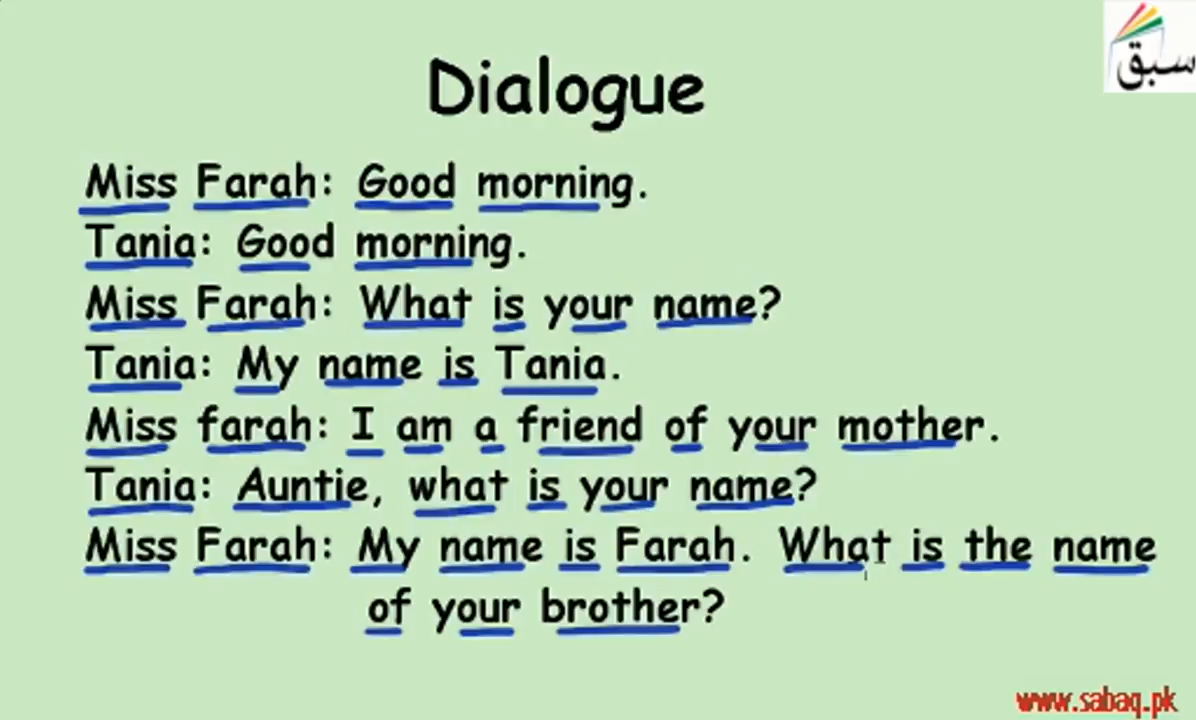 سبق
Dialogue
Miss Farah: Good morning.
Tania: Good morning.
Miss Farah: What is your name?
Tania: My name is Tania.
Miss farah: I am a friend of your mother.
Tania: Auntie, what is your name?
Miss Farah: My name is Farah. What is the name
of your brother?
www.sabaq.pk